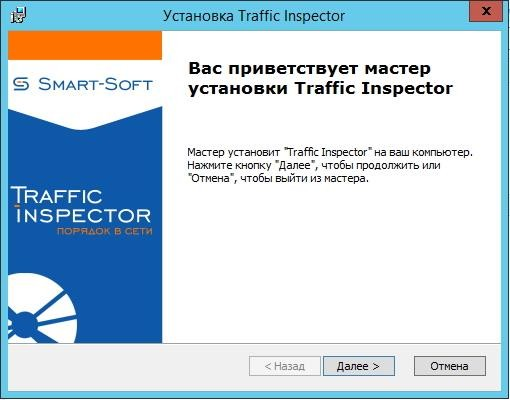 Установка Traffic Inspector
x
SMART-SOFT
Вас приветствует мастер
установки Traffic Inspector
Мастер установит "Traffic Inspector" на ваш компьютер.
Нажмите кнопку "Далее", чтобы продолжить или
"Отмена", чтобы выйти из мастера.
TRAFFIC
INSPECTOR
ПОРЯДОК В СЕТИ
< Назад
Далее >
Отмена